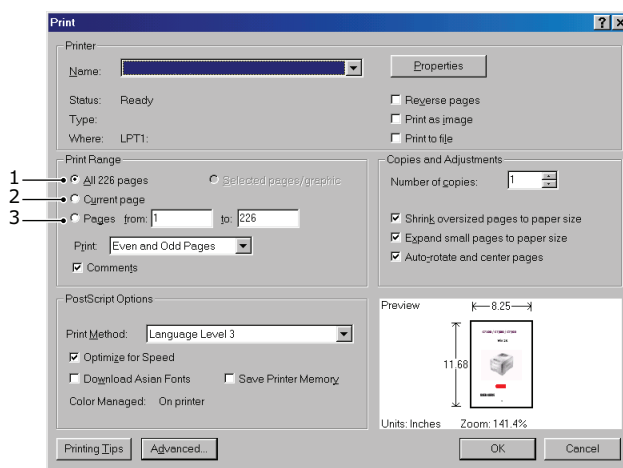 Print
Printer
Name:
Properties
Status: Ready
Reverse pages
Type:
Print as image
Where: LPT1:
Print to file
Print Range
Copies and Adjustments
1
All 226 pages
Selected pages/graphic
Number of copies: 1
2
Current page
3
Pages from: 1 to: 226
Shrink oversized pages to paper size
Print: Even and Odd Pages
Expand small pages to paper size
Comments
Auto-rotate and center pages
PostScript Options
Preview
8.25
Print Method: Language Level 3
Optimize for Speed
11.68
Download Asian Fonts
Save Printer Memory
Color Managed: On printer
Units: Inches Zoom: 141.4%
Printing Tips
Advanced...
OK
Cancel